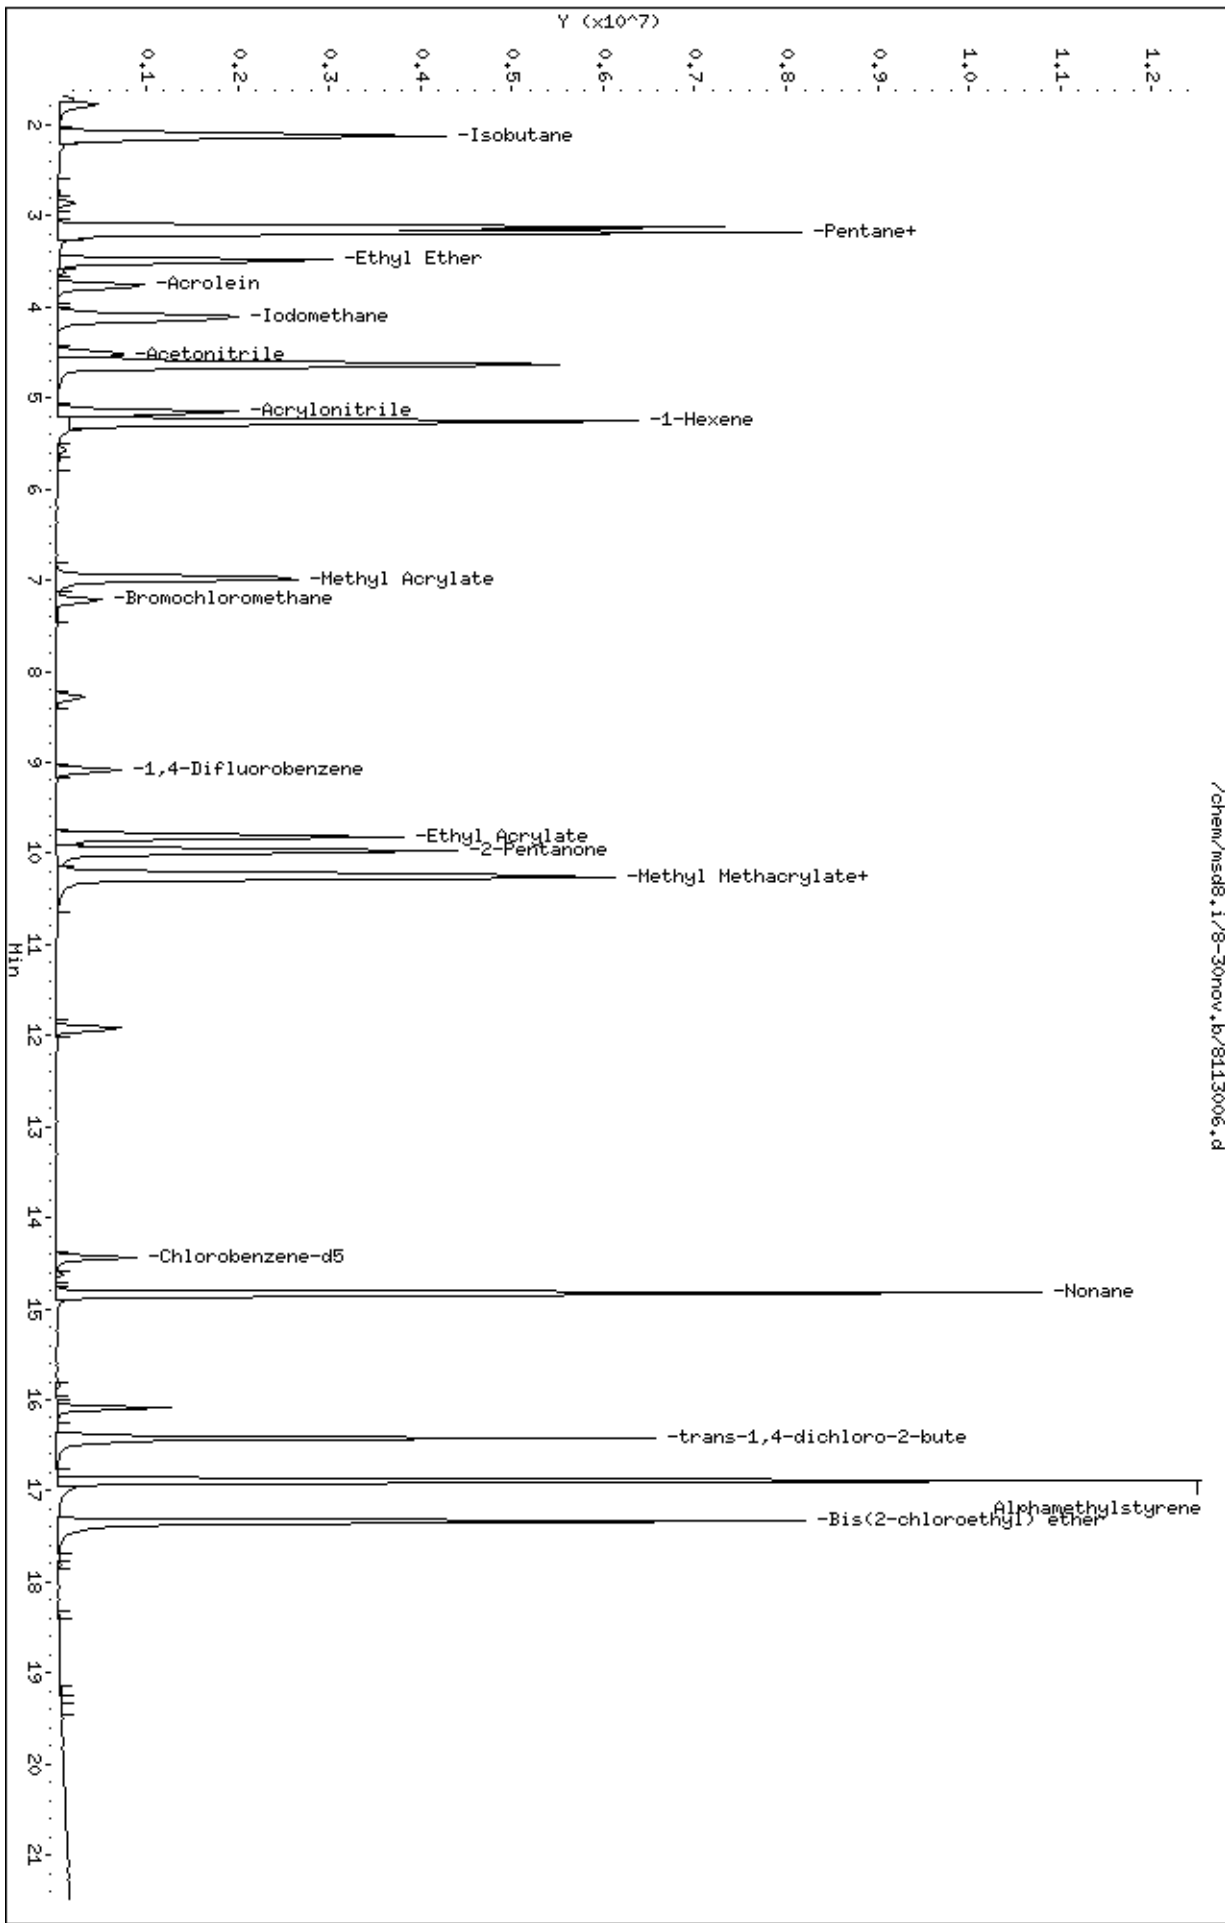 Y (x10^7)
0.1
0.2
0.3
0.4
0.5
0.6
0.7
0.8
0.9
1.0
1.1
1.2
/chem/msd8.i/8-30nov.b/8113006.d
2
3
4
5
6
7
8
9
10
11
12
13
14
15
16
17
18
19
20
21
Min
-Isobutane
-Pentane+
-Ethyl Ether
-Acrolein
-Iodomethane
-Acetonitrile
-Acrylonitrile
-1-Hexene
-Methyl Acrylate
-Bromochloromethane
-1,4-Difluorobenzene
-Ethyl Acrylate
-2-Pentanone
-Methyl Methacrylate+
-Chlorobenzene-d5
-Nonane
-trans-1,4-dichloro-2-bute
Alphamethylstyrene
-Bis(2-chloroethyl) ether